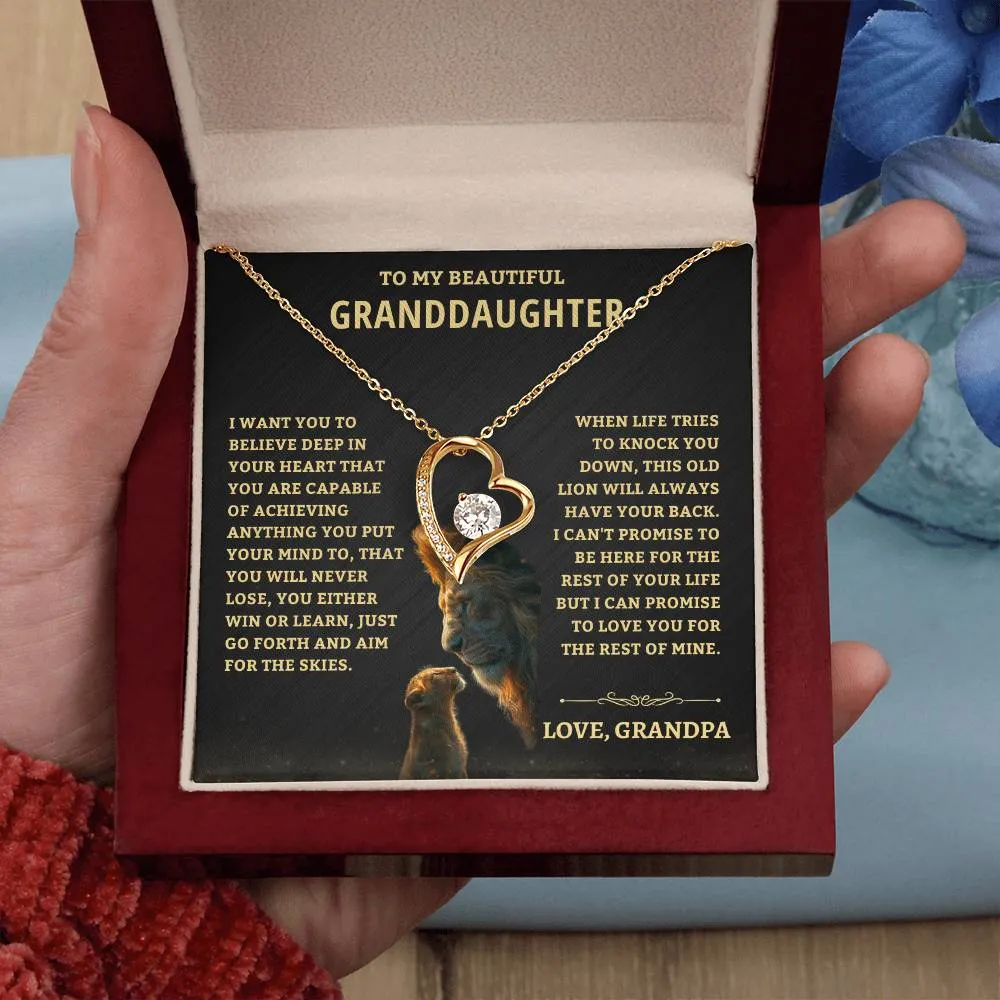 TO MY BEAUTIFUL
GRANDDAUGHTER
I WANT YOU TO
BELIEVE DEEP IN
YOUR HEART THAT
YOU ARE CAPABLE
OF ACHIEVING
ANYTHING YOU PUT
YOUR MIND TO, THAT
YOU WILL NEVER
LOSE, YOU EITHER
WIN OR LEARN, JUST
GO FORTH AND AIM
FOR THE SKIES.
WHEN LIFE TRIES
TO KNOCK YOU
DOWN, THIS OLD
LION WILL ALWAYS
HAVE YOUR BACK.
I CAN'T PROMISE TO
BE HERE FOR THE
REST OF YOUR LIFE
BUT I CAN PROMISE
TO LOVE YOU FOR
THE REST OF MINE.
LOVE, GRANDPA